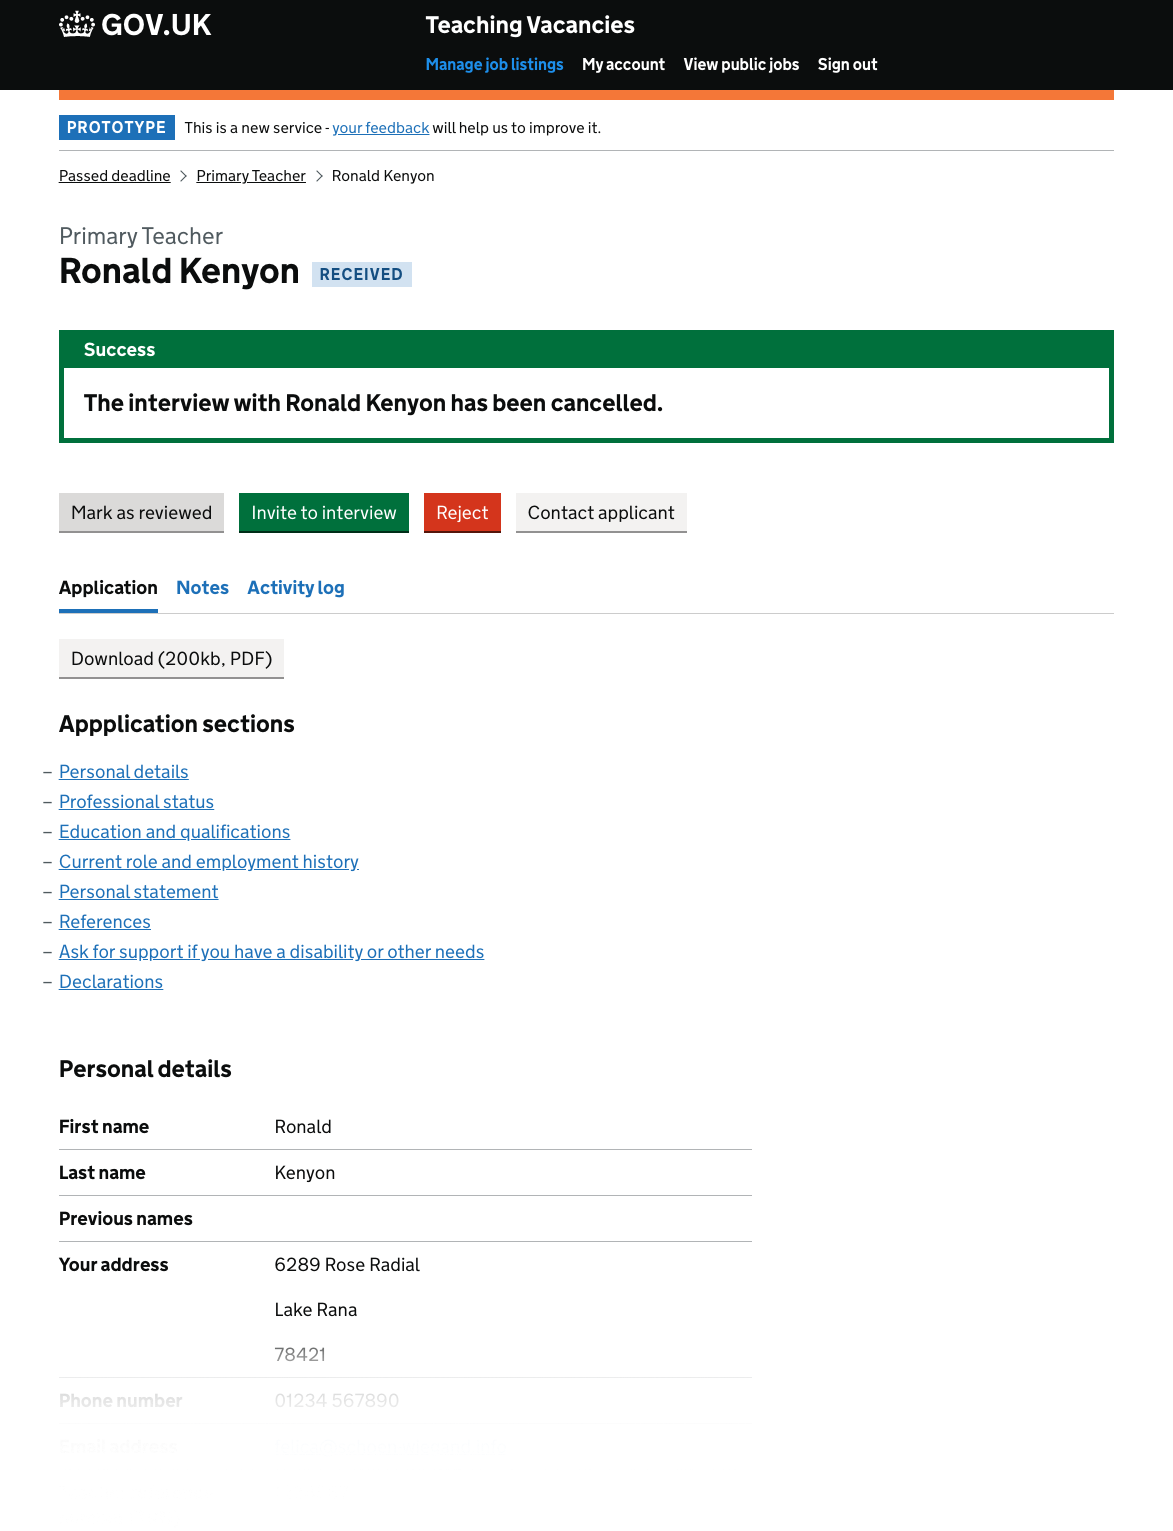 GOV.UK
Teaching Vacancies
Manage job listings My account View public jobs Sign out
PROTOTYPE This is a new service - your feedback will help us to improve it.
Passed deadline > Primary Teacher > Ronald Kenyon
Primary Teacher
Ronald Kenyon RECEIVED
Success
The interview with Ronald Kenyon has been cancelled.
Mark as reviewed Invite to interview Reject Contact applicant
Application Notes Activity log
Download (200kb, PDF)
Appplication sections
– Personal details
– Professional status
– Education and qualifications
– Current role and employment history
– Personal statement
– References
– Ask for support if you have a disability or other needs
– Declarations
Personal details
First name Ronald
Last name Kenyon
Previous names
Your address 6289 Rose Radial
Lake Rana
78421
Phone number 01234 567890
Email address